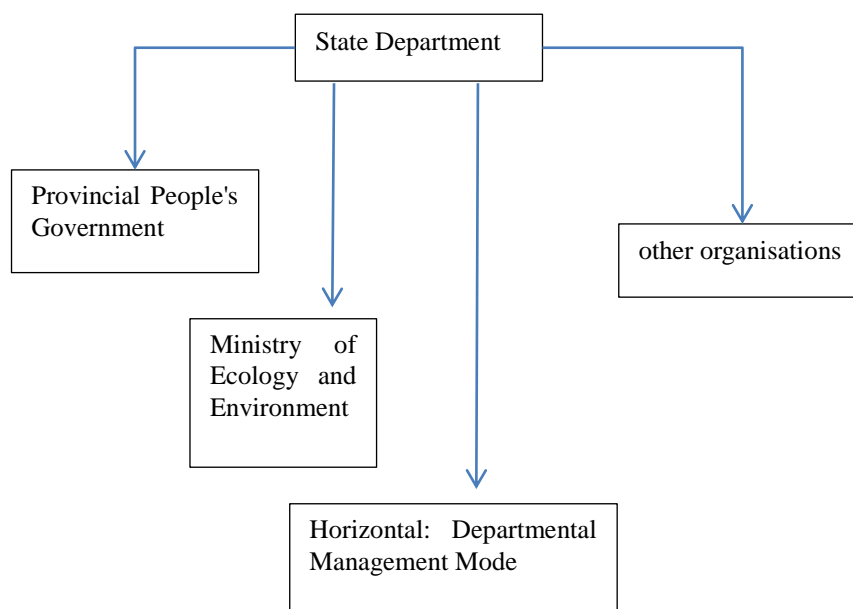 State Department
Provincial People's
Government
other organisations
Ministry of
Ecology and
Environment
Horizontal: Departmental
Management Mode